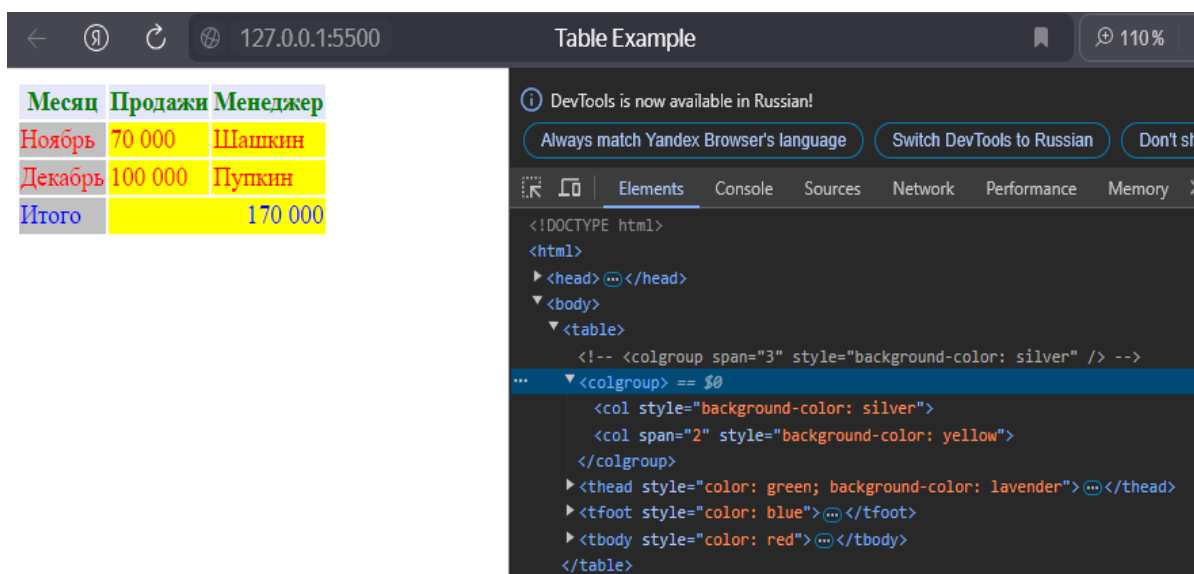 Я 127.0.0.1:5500 Table Example 110%
Месяц Продажи Менеджер
Ноябрь 70 000 Шашкин
Декабрь 100 000 Пупкин
Итого 170 000
DevTools is now available in Russian!
Always match Yandex Browser's language Switch DevTools to Russian Don't sh
Elements Console Sources Network Performance Memory
<!DOCTYPE html>
<html>
<head>…</head>
<body>
<table>
<!-- <colgroup span="3" style="background-color: silver" /> -->
… <colgroup> == $0
<col style="background-color: silver">
<col span="2" style="background-color: yellow">
</colgroup>
<thead style="color: green; background-color: lavender">…</thead>
<tfoot style="color: blue">…</tfoot>
<tbody style="color: red">…</tbody>
</table>